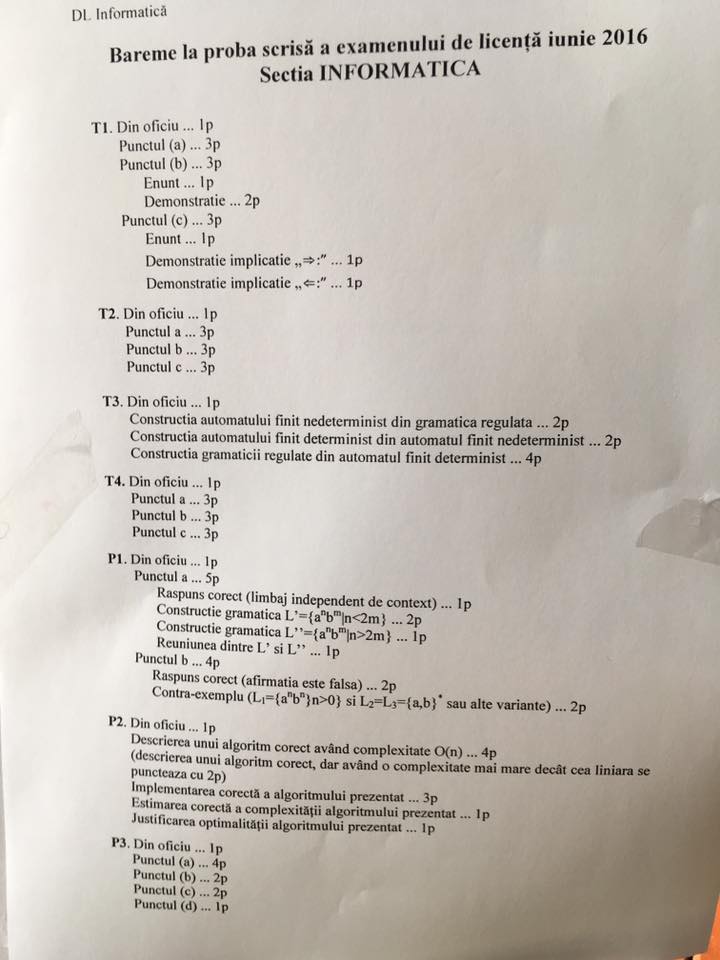 DL Informatică
Bareme la proba scrisă a examenului de licență iunie 2016
Sectia INFORMATICA
T1. Din oficiu ... 1p
Punctul (a) ... 3p
Punctul (b) ... 3p
Enunt ... 1p
Demonstratie ... 2p
Punctul (c) ... 3p
Enunt ... 1p
Demonstratie implicatie „⇒:” ... 1p
Demonstratie implicatie „⇐:” ... 1p
T2. Din oficiu ... 1p
Punctul a ... 3p
Punctul b ... 3p
Punctul c ... 3p
T3. Din oficiu ... 1p
Constructia automatului finit nedeterminist din gramatica regulata ... 2p
Constructia automatului finit determinist din automatul finit nedeterminist ... 2p
Constructia gramaticii regulate din automatul finit determinist ... 4p
T4. Din oficiu ... 1p
Punctul a ... 3p
Punctul b ... 3p
Punctul c ... 3p
P1. Din oficiu ... 1p
Punctul a ... 5p
Raspuns corect (limbaj independent de context) ... 1p
Constructie gramatica L’={aⁿbᵐ|n<2m} ... 2p
Constructie gramatica L’’={aⁿbᵐ|n>2m} ... 1p
Reuniunea dintre L’ si L’’ ... 1p
Punctul b ... 4p
Raspuns corect (afirmatia este falsa) ... 2p
Contra-exemplu (L₁={aⁿbⁿ}n>0} si L₂=L₃={a,b}* sau alte variante) ... 2p
P2. Din oficiu ... 1p
Descrierea unui algoritm corect având complexitate O(n) ... 4p
(descrierea unui algoritm corect, dar având o complexitate mai mare decât cea liniara se
puncteaza cu 2p)
Implementarea corectă a algoritmului prezentat ... 3p
Estimarea corectă a complexității algoritmului prezentat ... 1p
Justificarea optimalității algoritmului prezentat ... 1p
P3. Din oficiu ... 1p
Punctul (a) ... 4p
Punctul (b) ... 2p
Punctul (c) ... 2p
Punctul (d) ... 1p